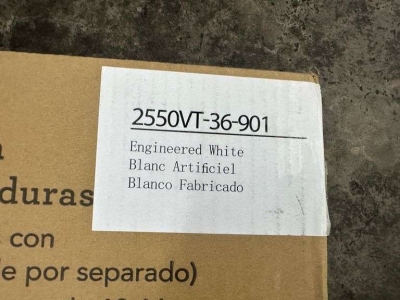 2550VT-36-901
Engineered White
Blanc Artificiel
Blanco Fabricado
duras
con
e por separado)